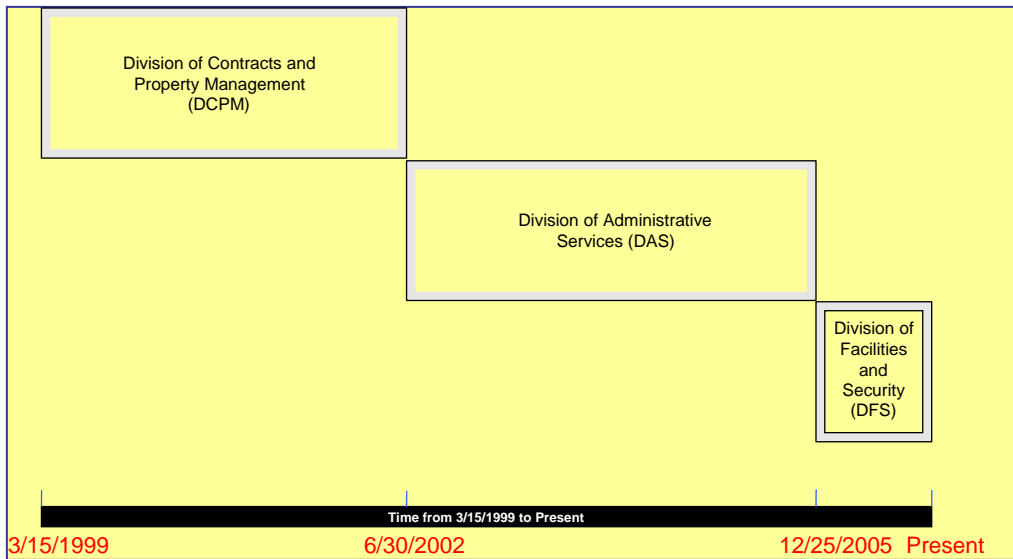 Division of Contracts and
Property Management
(DCPM)
Division of Administrative
Services (DAS)
Division of
Facilities
and
Security
(DFS)
Time from 3/15/1999 to Present
3/15/1999
6/30/2002
12/25/2005
Present